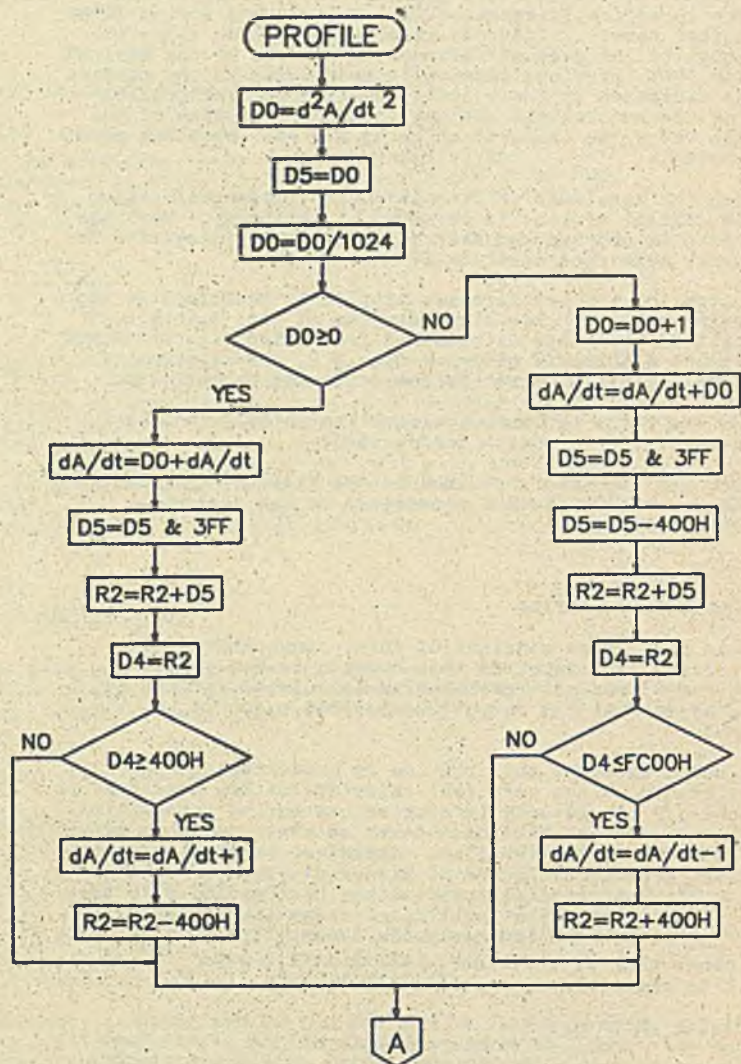 PROFILE
D0=d²A/dt²
D5=D0
D0=D0/1024
D0≥0
NO
YES
dA/dt=D0+dA/dt
D5=D5 & 3FF
R2=R2+D5
D4=R2
NO
D4≥400H
YES
dA/dt=dA/dt+1
R2=R2-400H
D0=D0+1
dA/dt=dA/dt+D0
D5=D5 & 3FF
D5=D5-400H
R2=R2+D5
D4=R2
NO
D4≤FC00H
YES
dA/dt=dA/dt-1
R2=R2+400H
A